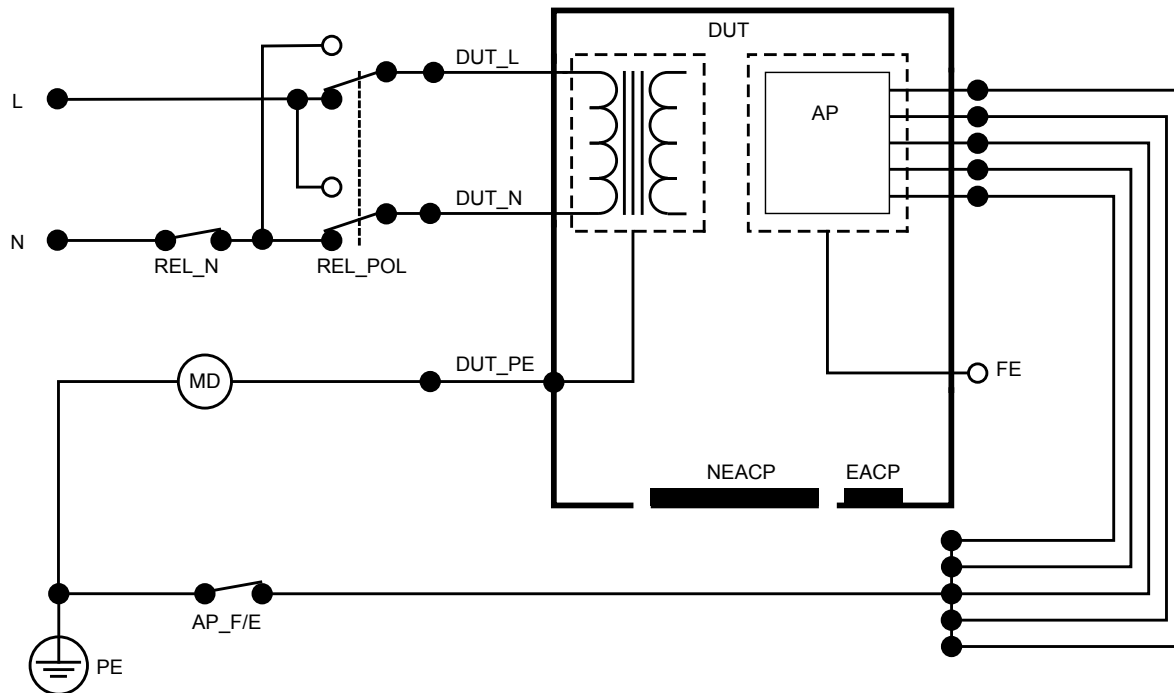 DUT
DUT_L
L
AP
DUT_N
N
REL_N
REL_POL
DUT_PE
FE
MD
NEACP
EACP
AP_F/E
PE